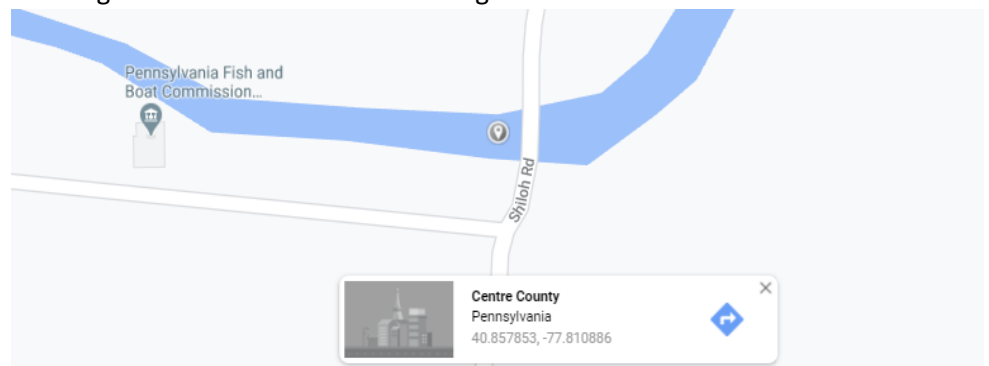 Pennsylvania Fish and
Boat Commission...
Shiloh Rd
Centre County
Pennsylvania
40.857853, -77.810886